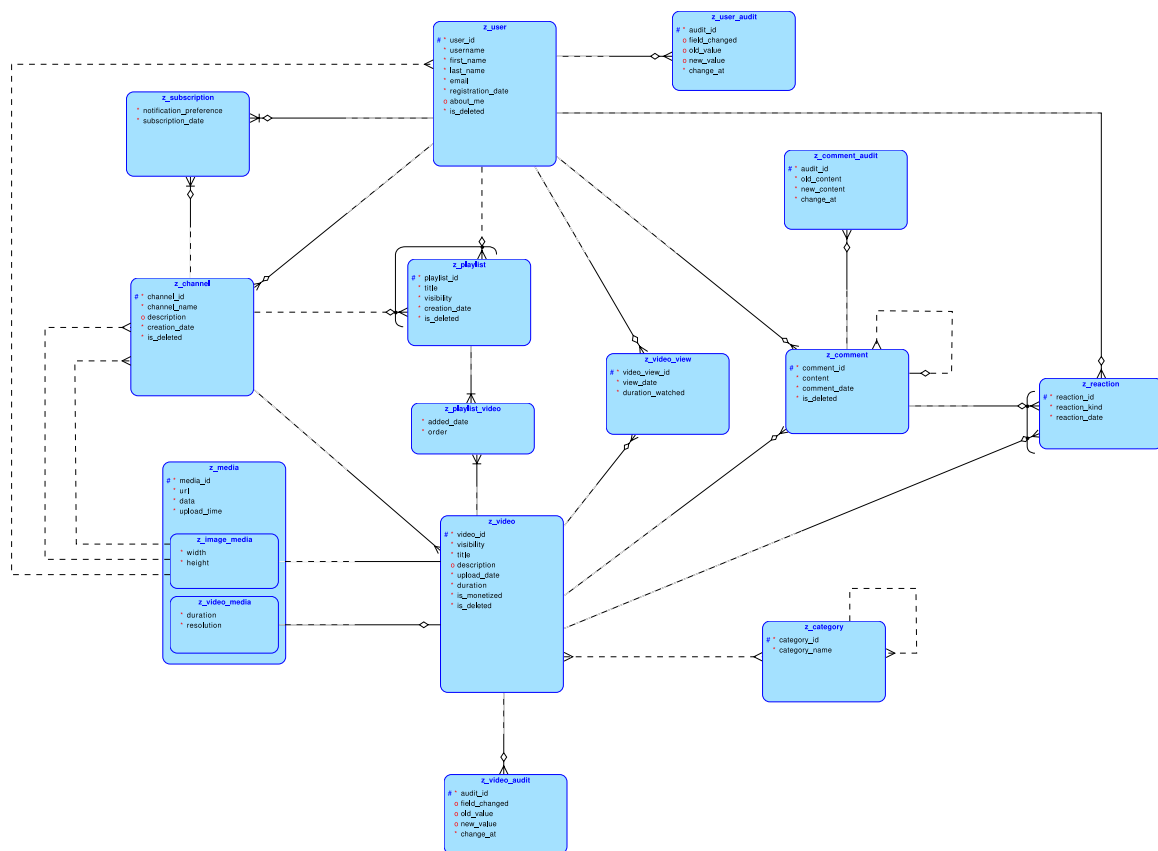 z_user
# * user_id
* username
* first_name
* last_name
* email
* registration_date
o about_me
* is_deleted
z_user_audit
# * audit_id
o field_changed
o old_value
o new_value
* change_at
z_subscription
* notification_preference
* subscription_date
z_comment_audit
# * audit_id
* old_content
* new_content
* change_at
z_channel
# * channel_id
* channel_name
o description
* creation_date
* is_deleted
z_playlist
# * playlist_id
* title
* visibility
* creation_date
* is_deleted
z_video_view
# * video_view_id
* view_date
* duration_watched
z_comment
# * comment_id
* content
* comment_date
* is_deleted
z_reaction
# * reaction_id
* reaction_kind
* reaction_date
z_playlist_video
* added_date
* order
z_media
# * media_id
* url
* data
* upload_time
z_image_media
* width
* height
z_video_media
* duration
* resolution
z_video
# * video_id
* visibility
* title
o description
* upload_date
* duration
* is_monetized
* is_deleted
z_category
# * category_id
* category_name
z_video_audit
# * audit_id
o field_changed
o old_value
o new_value
* change_at